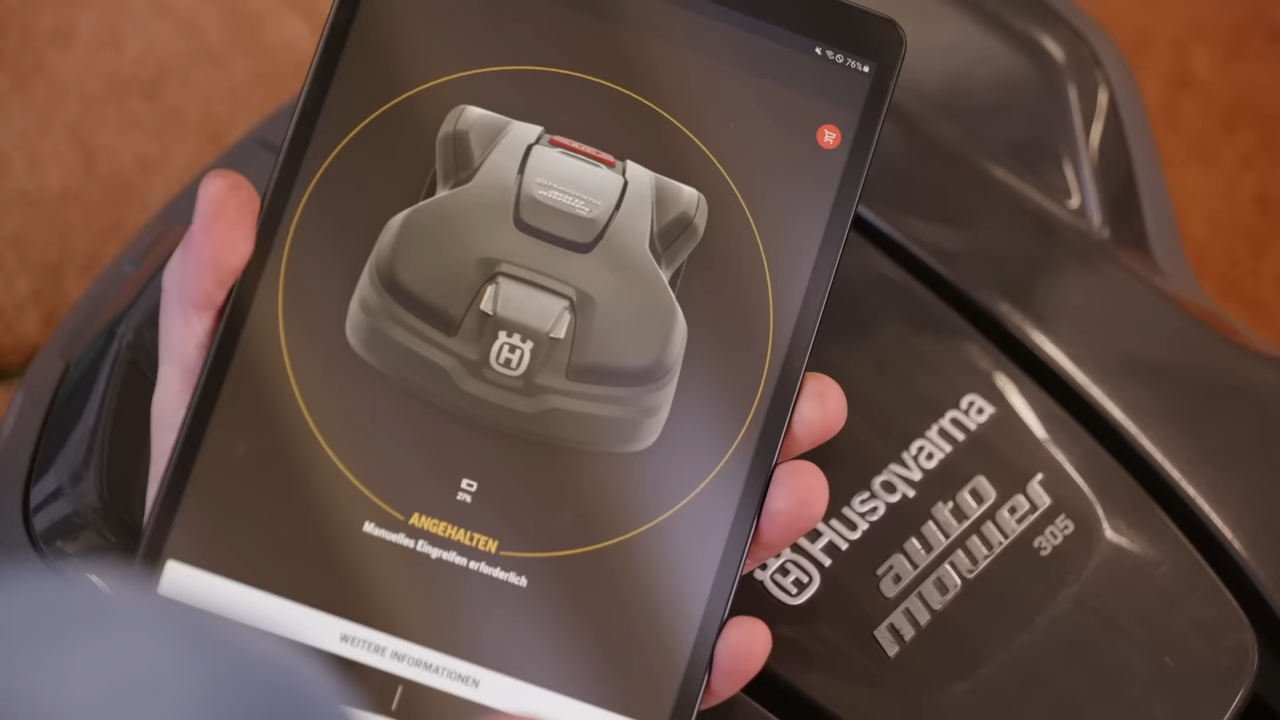 76%
27%
ANGEHALTEN
Manuelles Eingreifen erforderlich
WEITERE INFORMATIONEN
Husqvarna
auto
mower
305